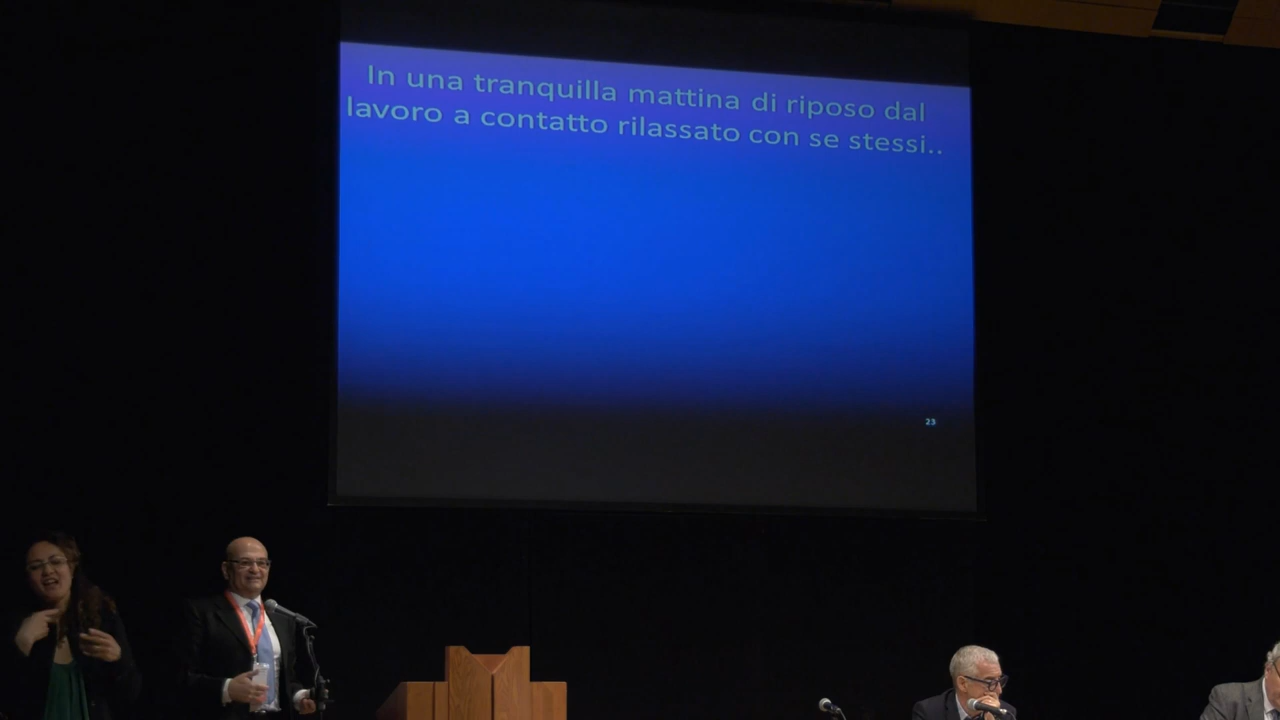 In una tranquilla mattina di riposo dal
lavoro a contatto rilassato con se stessi..
23